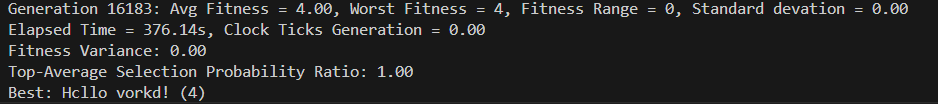 Generation 16183: Avg Fitness = 4.00, Worst Fitness = 4, Fitness Range = 0, Standard devation = 0.00
Elapsed Time = 376.14s, Clock Ticks Generation = 0.00
Fitness Variance: 0.00
Top-Average Selection Probability Ratio: 1.00
Best: Hcllo vorkd! (4)